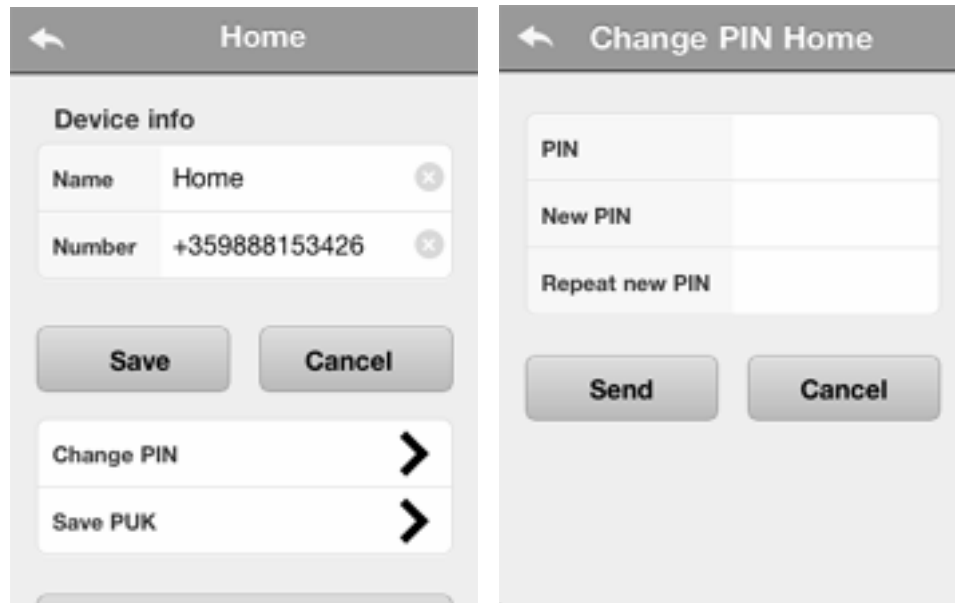 Home
Device info
Name Home
Number +359888153426
Save Cancel
Change PIN
Save PUK
Change PIN Home
PIN
New PIN
Repeat new PIN
Send Cancel